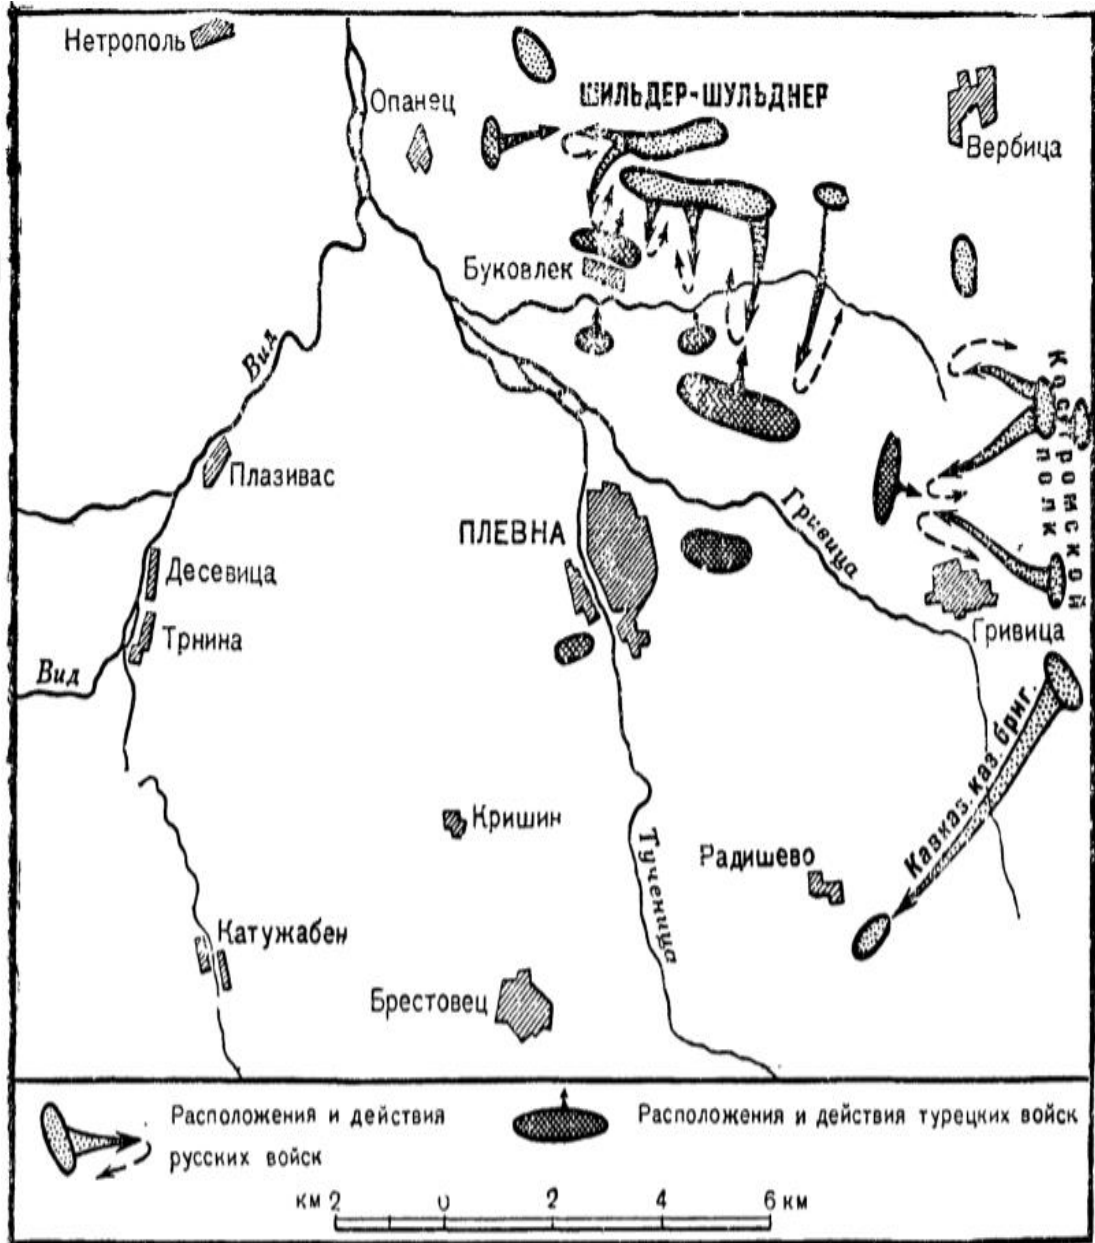 Нетрополь
Опанец
ШИЛЬДЕР-ШУЛЬДНЕР
Вербица
Буковлек
Вид
Костромской
полк
Плазивас
ПЛЕВНА
Гривица
Десевица
Трнина
Гривица
Вид
Кавказ. каз. бриг.
Кришин
Радишево
Тученица
Катужабен
Брестовец
Расположения и действия
русских войск
Расположения и действия турецких войск
км 2 0 2 4 6 км